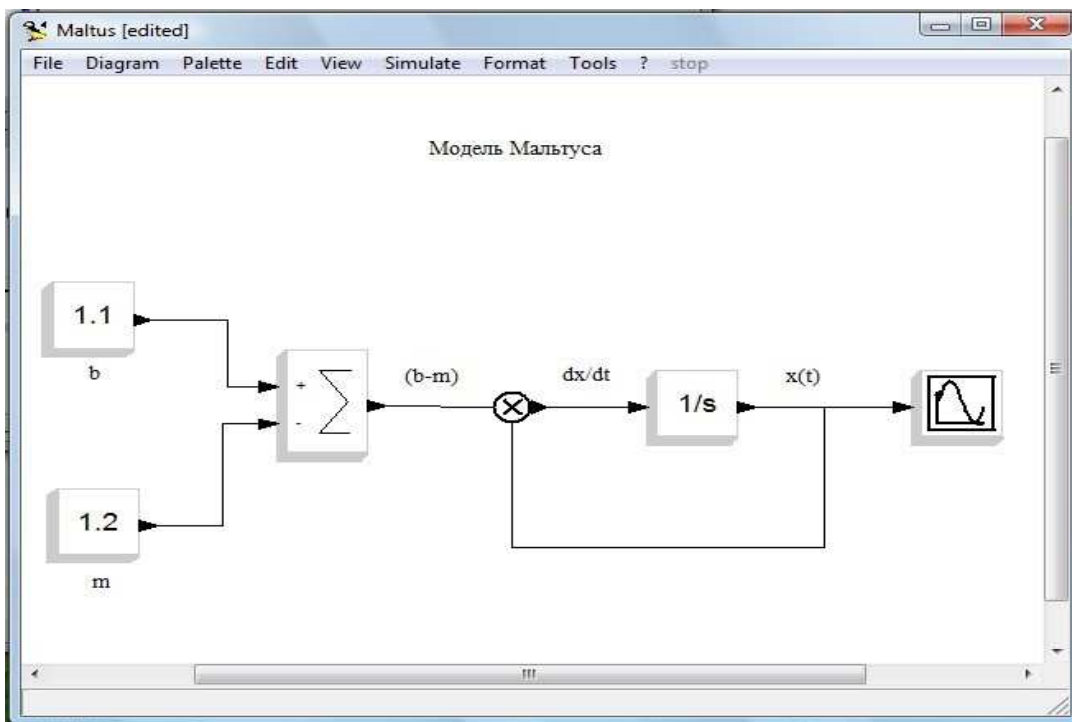 Maltus [edited]
File Diagram Palette Edit View Simulate Format Tools ? stop
Модель Мальтуса
1.1
b
+
-
(b-m)
dx/dt
1/s
x(t)
1.2
m